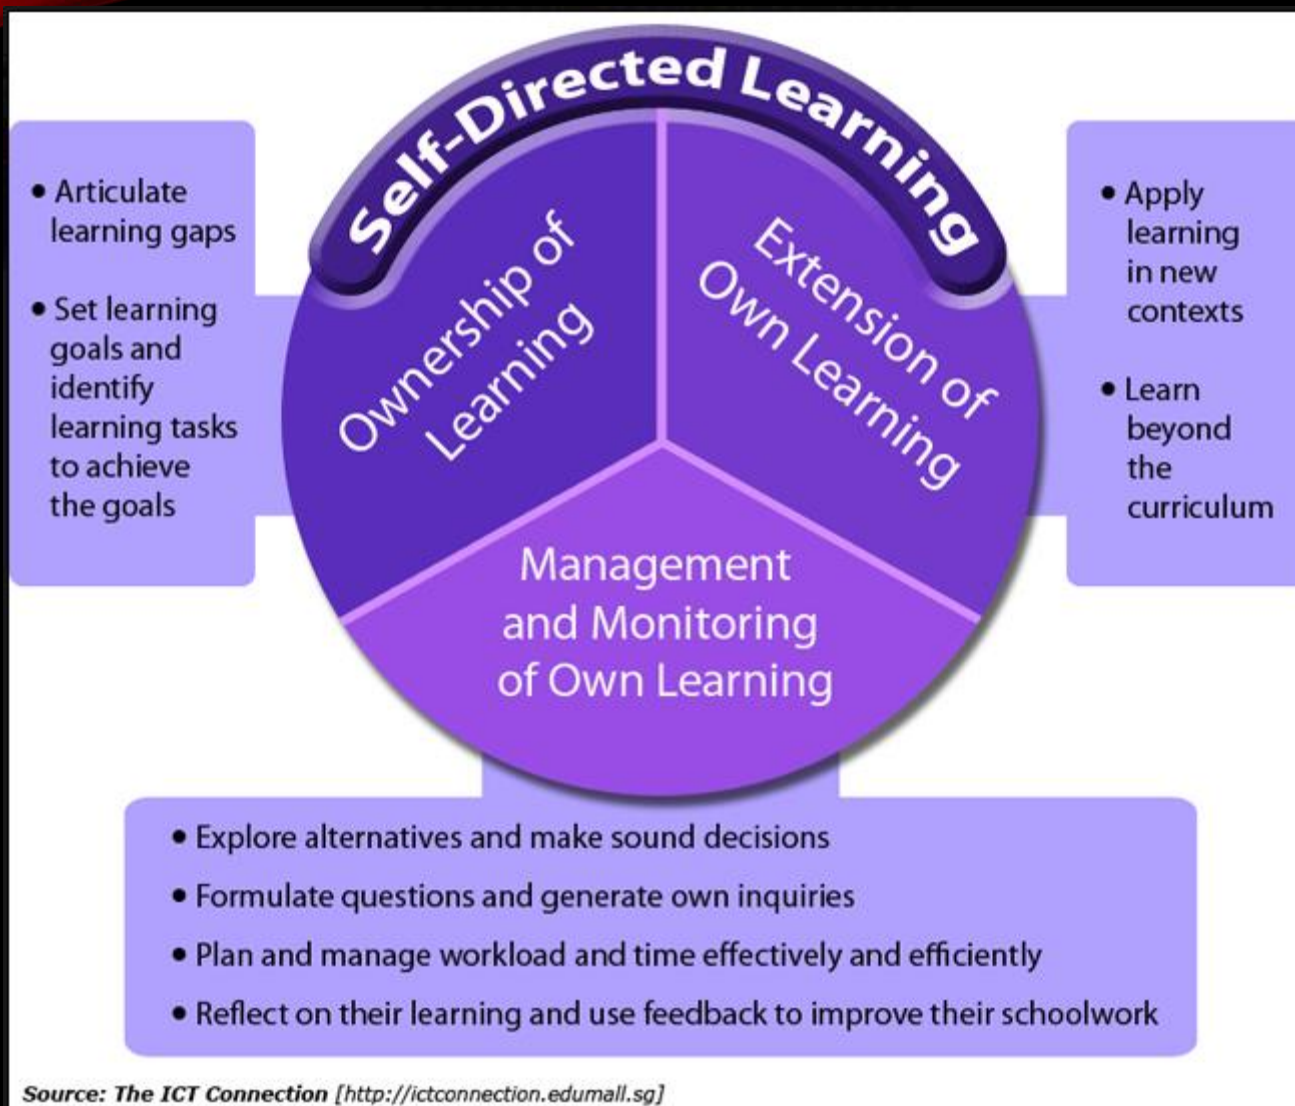 Self-Directed Learning
• Articulate
learning gaps
• Set learning
goals and
identify
learning tasks
to achieve
the goals
Ownership of
Learning
Extension of
Own Learning
• Apply
learning
in new
contexts
• Learn
beyond
the
curriculum
Management
and Monitoring
of Own Learning
• Explore alternatives and make sound decisions
• Formulate questions and generate own inquiries
• Plan and manage workload and time effectively and efficiently
• Reflect on their learning and use feedback to improve their schoolwork
Source: The ICT Connection [http://ictconnection.edumall.sg]